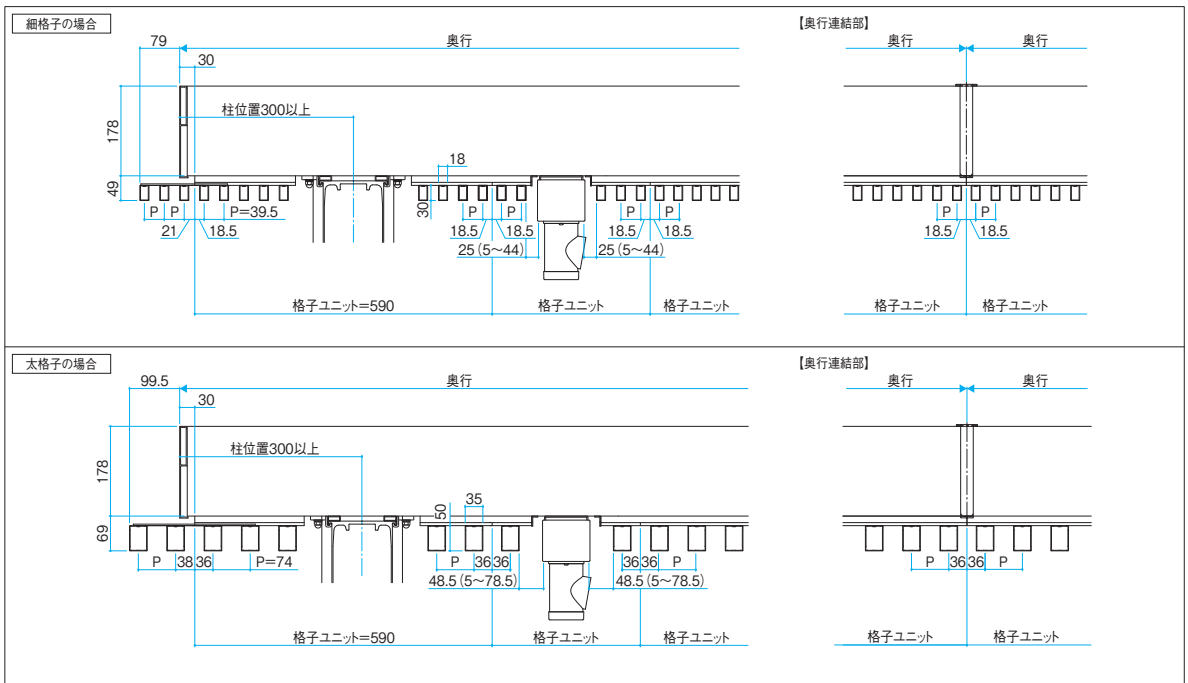 細格子の場合
【奥行連結部】
79
奥行
奥行
奥行
30
柱位置300以上
178
49
18
30
P
P
P=39.5
P
P
P
P
P
P
21
18.5
18.5
18.5
18.5
18.5
18.5
18.5
25(5〜44)
25(5〜44)
格子ユニット=590
格子ユニット
格子ユニット
格子ユニット
格子ユニット
太格子の場合
【奥行連結部】
99.5
奥行
奥行
奥行
30
柱位置300以上
178
69
35
50
P
38
36
P=74
P
36
36
36
36
P
P
36
36
P
48.5(5〜78.5)
48.5(5〜78.5)
格子ユニット=590
格子ユニット
格子ユニット
格子ユニット
格子ユニット